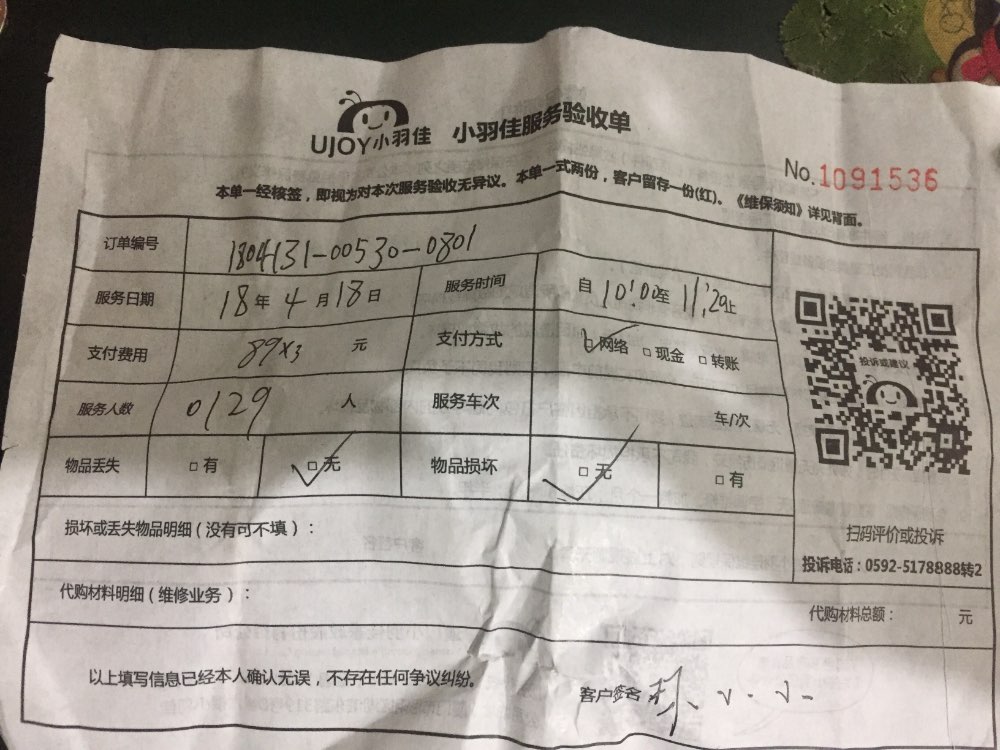 UJOY小羽佳 小羽佳服务验收单
No.1091536
本单一经核签，即视为对本次服务验收无异议。本单一式两份，客户留存一份(红)。《维保须知》详见背面。
订单编号 1804131-00530-0801
服务日期 18年4月18日 服务时间 自10:00至11:29止
支付费用 89×3 元 支付方式 □网络 □现金 □转账
服务人数 0129 人 服务车次 车/次
物品丢失 □有 □无 物品损坏 □无 □有
投诉或建议
扫码评价或投诉
投诉电话：0592-5178888转2
损坏或丢失物品明细（没有可不填）：
代购材料明细（维修业务）： 代购材料总额： 元
以上填写信息已经本人确认无误，不存在任何争议纠纷。
客户签名